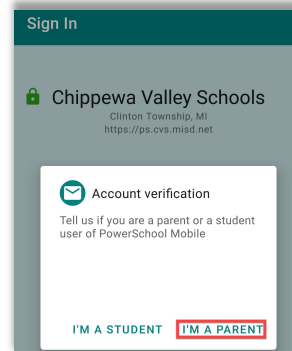 Sign In
Chippewa Valley Schools
Clinton Township, MI
https://ps.cvs.misd.net
Account verification
Tell us if you are a parent or a student
user of PowerSchool Mobile
I'M A STUDENT I'M A PARENT